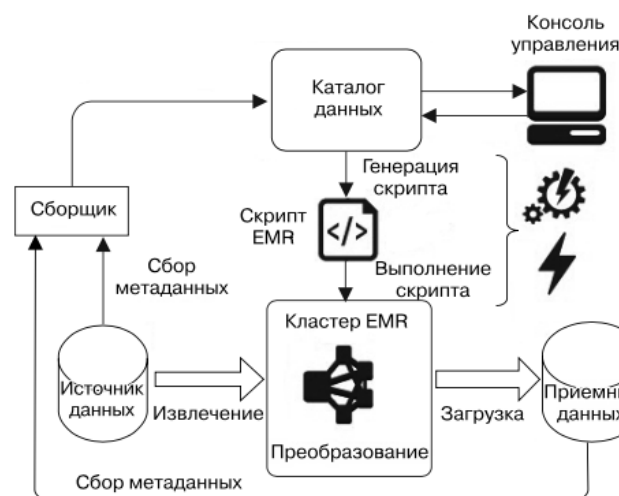 Консоль
управления
Каталог
данных
Генерация
скрипта
Сборщик
Скрипт
EMR
</>
Сбор
метаданных
Выполнение
скрипта
Кластер EMR
Источник
данных
Извлечение
Преобразование
Загрузка
данных
Сбор метаданных